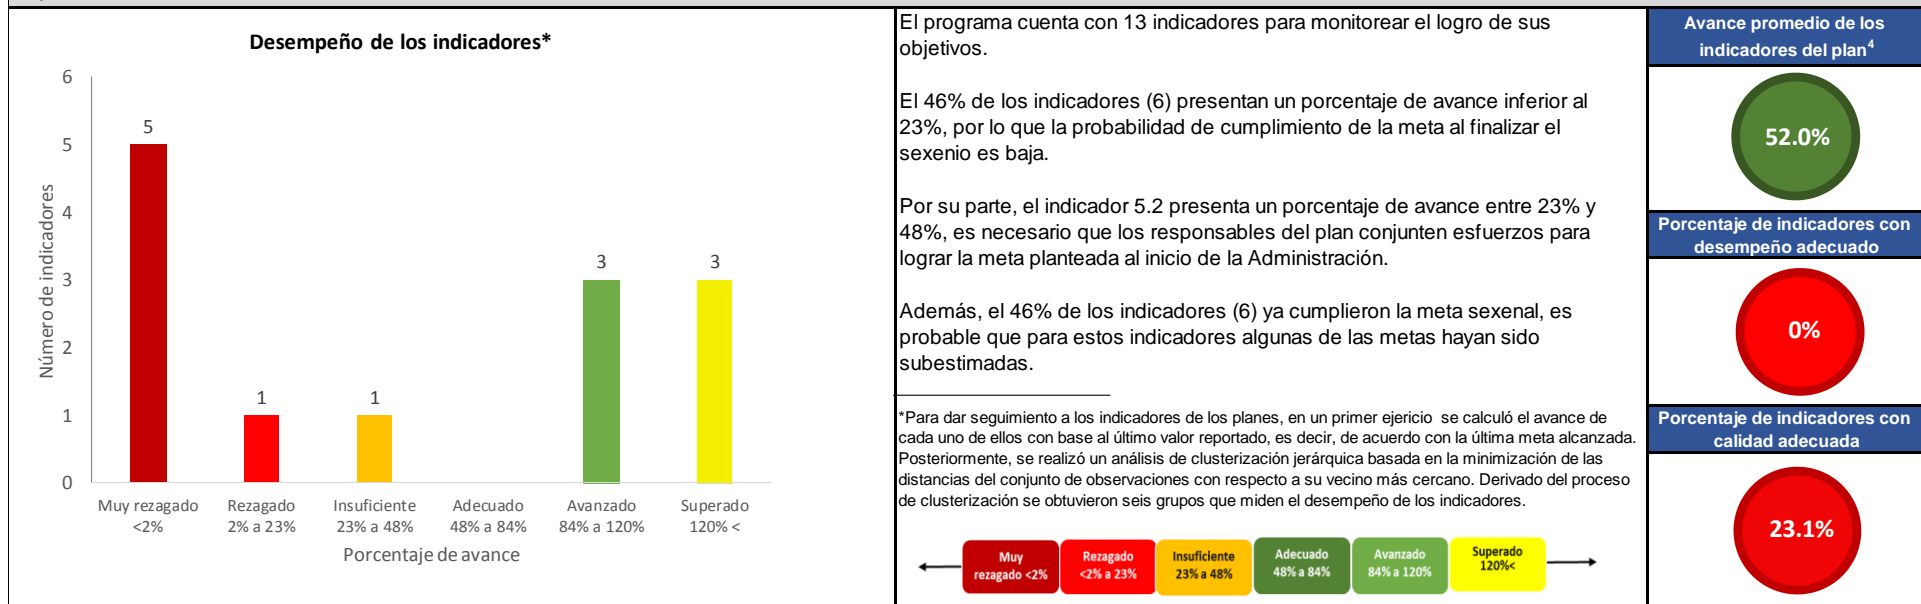 Desempeño de los indicadores*
Número de indicadores
6
5
4
3
2
1
0
5
1
1
3
3
Muy rezagado
<2%
Rezagado
2% a 23%
Insuficiente
23% a 48%
Adecuado
48% a 84%
Avanzado
84% a 120%
Superado
120% <
Porcentaje de avance
El programa cuenta con 13 indicadores para monitorear el logro de sus
objetivos.
El 46% de los indicadores (6) presentan un porcentaje de avance inferior al
23%, por lo que la probabilidad de cumplimiento de la meta al finalizar el
sexenio es baja.
Por su parte, el indicador 5.2 presenta un porcentaje de avance entre 23% y
48%, es necesario que los responsables del plan conjunten esfuerzos para
lograr la meta planteada al inicio de la Administración.
Además, el 46% de los indicadores (6) ya cumplieron la meta sexenal, es
probable que para estos indicadores algunas de las metas hayan sido
subestimadas.
*Para dar seguimiento a los indicadores de los planes, en un primer ejericio se calculó el avance de
cada uno de ellos con base al último valor reportado, es decir, de acuerdo con la última meta alcanzada.
Posteriormente, se realizó un análisis de clusterización jerárquica basada en la minimización de las
distancias del conjunto de observaciones con respecto a su vecino más cercano. Derivado del proceso
de clusterización se obtuvieron seis grupos que miden el desempeño de los indicadores.
Muy
rezagado <2%
Rezagado
<2% a 23%
Insuficiente
23% a 48%
Adecuado
48% a 84%
Avanzado
84% a 120%
Superado
120%<
Avance promedio de los
indicadores del plan⁴
52.0%
Porcentaje de indicadores con
desempeño adecuado
0%
Porcentaje de indicadores con
calidad adecuada
23.1%